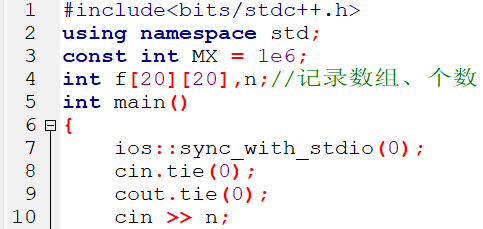 1 #include<bits/stdc++.h>
2 using namespace std;
3 const int MX = 1e6;
4 int f[20][20],n;//记录数组、个数
5 int main()
6 {
7 ios::sync_with_stdio(0);
8 cin.tie(0);
9 cout.tie(0);
10 cin >> n;